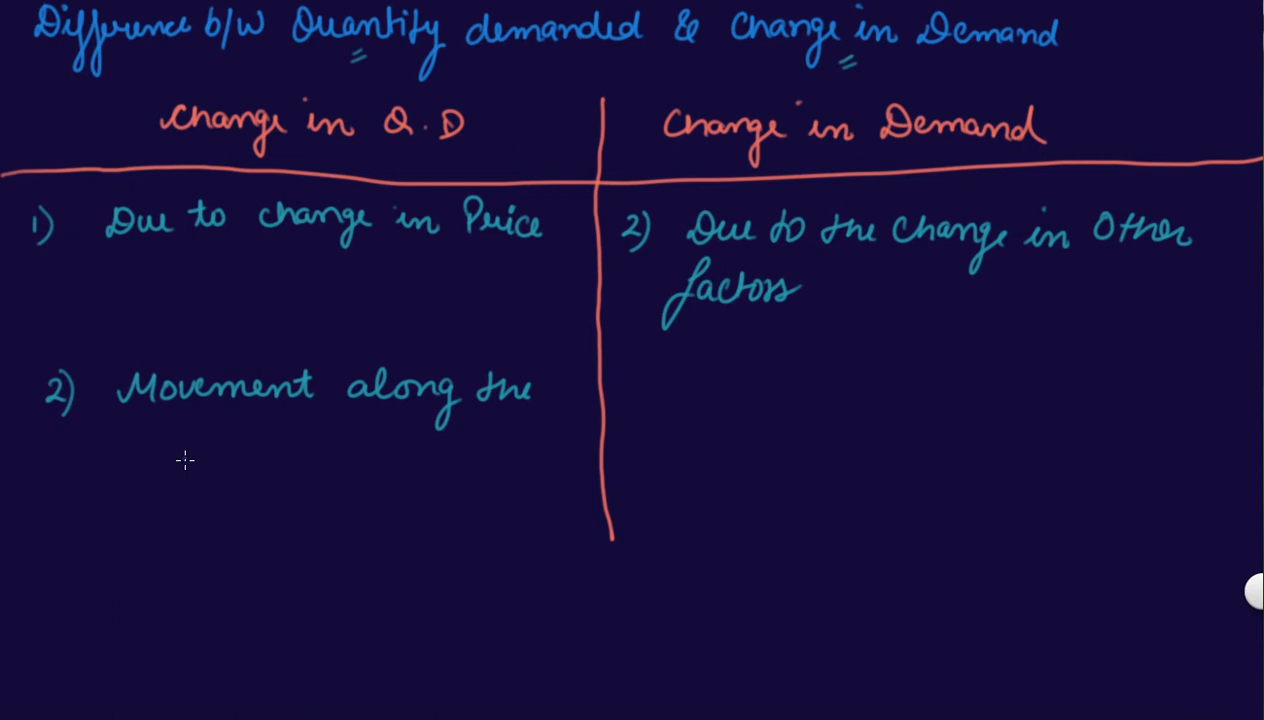 Difference b/w Quantity demanded & Change in Demand
Change in Q.D
Change in Demand
1) Due to change in Price
2) Due to the change in Other
factors
2) Movement along the